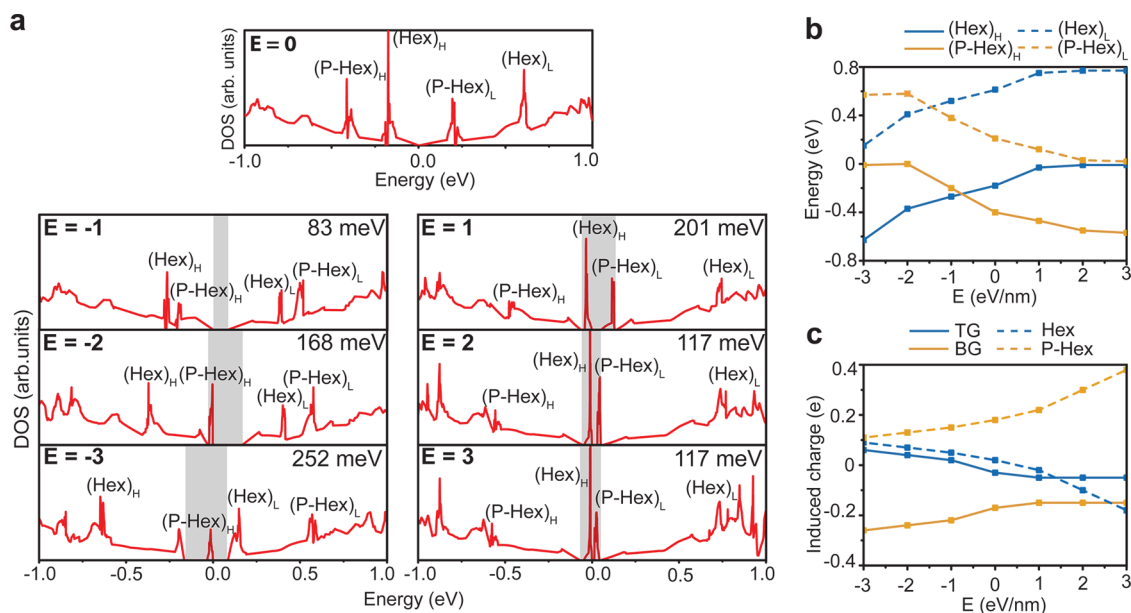 a
E = 0
(Hex)H
(P-Hex)H
(P-Hex)L
(Hex)L
DOS (arb. units)
-1.0 0.0 1.0
Energy (eV)
E = -1 83 meV
(Hex)H
(P-Hex)H
(Hex)L
(P-Hex)L
E = -2 168 meV
(Hex)H
(P-Hex)H
(Hex)L
(P-Hex)L
E = -3 252 meV
(Hex)H
(P-Hex)H
(Hex)L
(P-Hex)L
-1.0 -0.5 0.0 0.5 1.0
DOS (arb.units)
E = 1 201 meV
(Hex)H
(P-Hex)H
(P-Hex)L
(Hex)L
E = 2 117 meV
(Hex)H
(P-Hex)H
(P-Hex)L
(Hex)L
E = 3 117 meV
(Hex)H
(P-Hex)H
(P-Hex)L
(Hex)L
-1.0 -0.5 0.0 0.5 1.0
Energy (eV)
b
(Hex)H (Hex)L
(P-Hex)H (P-Hex)L
0.8
0.4
0
-0.4
-0.8
Energy (eV)
-3 -2 -1 0 1 2 3
E (eV/nm)
c
TG Hex
BG P-Hex
0.4
0.2
0
-0.2
-0.4
Induced charge (e)
-3 -2 -1 0 1 2 3
E (eV/nm)